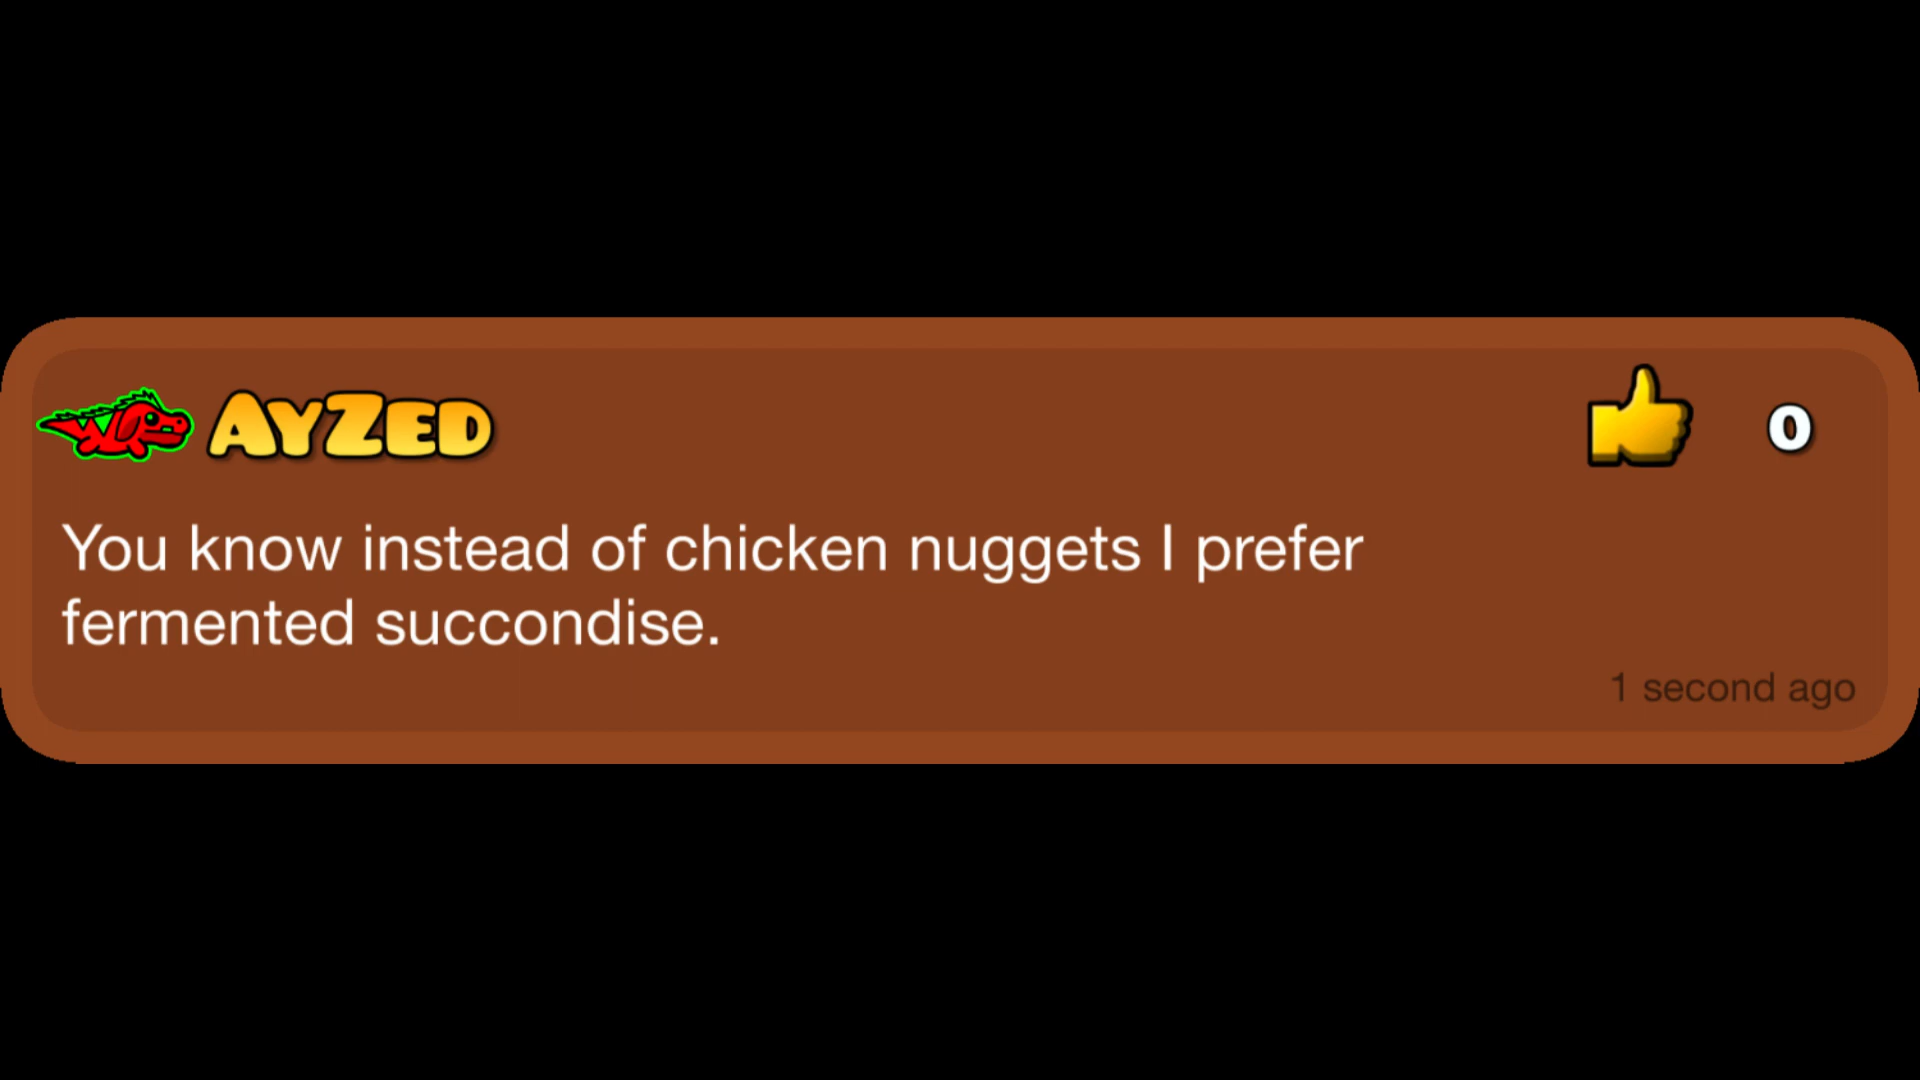 AyZed
0
You know instead of chicken nuggets I prefer
fermented succondise.
1 second ago